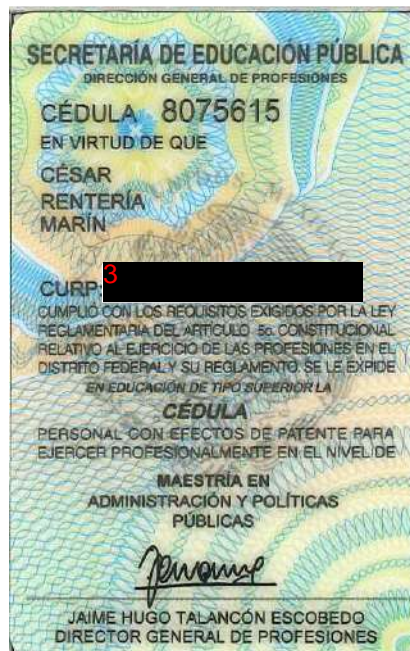 SECRETARÍA DE EDUCACIÓN PÚBLICA
DIRECCIÓN GENERAL DE PROFESIONES
CÉDULA 8075615
EN VIRTUD DE QUE
CÉSAR
RENTERÍA
MARÍN
3
CURP:
CUMPLIÓ CON LOS REQUISITOS EXIGIDOS POR LA LEY
REGLAMENTARIA DEL ARTÍCULO 5o. CONSTITUCIONAL
RELATIVO AL EJERCICIO DE LAS PROFESIONES EN EL
DISTRITO FEDERAL Y SU REGLAMENTO SE LE EXPIDE
EN EDUCACIÓN DE TIPO SUPERIOR LA
CÉDULA
PERSONAL CON EFECTOS DE PATENTE PARA
EJERCER PROFESIONALMENTE EN EL NIVEL DE
MAESTRÍA EN
ADMINISTRACIÓN Y POLÍTICAS
PÚBLICAS
JAIME HUGO TALANCÓN ESCOBEDO
DIRECTOR GENERAL DE PROFESIONES